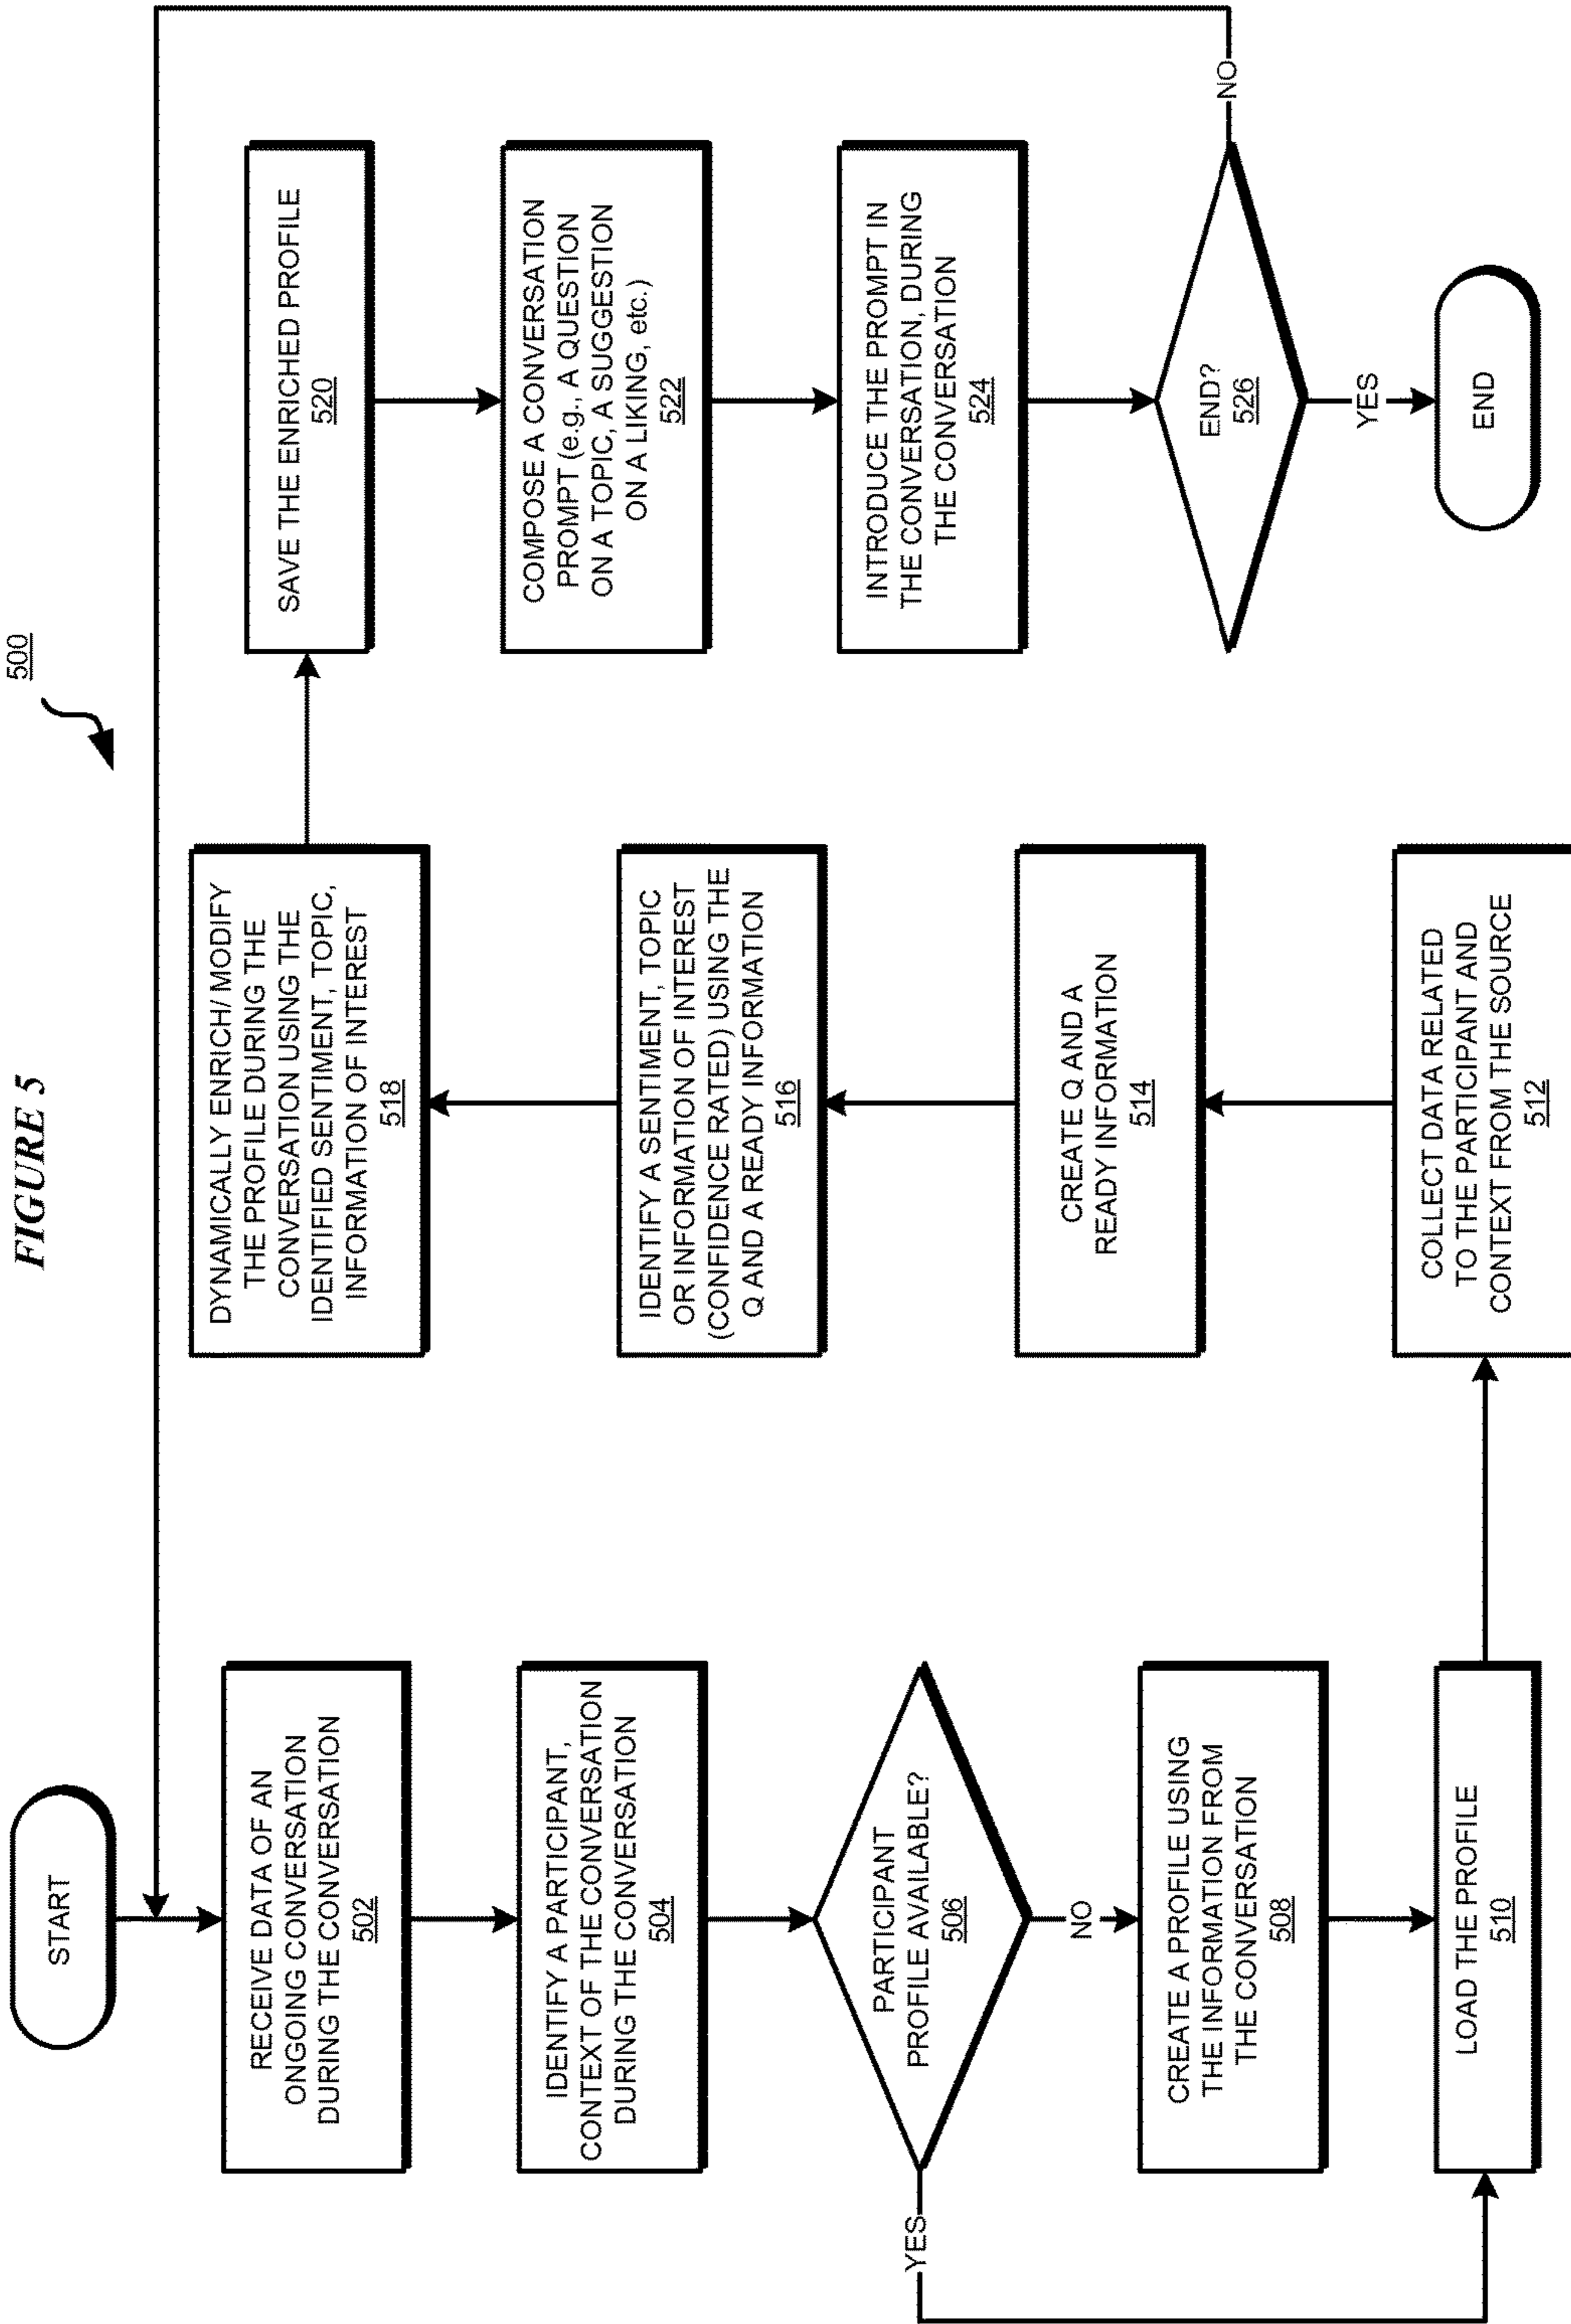 FIGURE 5
500
START
RECEIVE DATA OF AN
ONGOING CONVERSATION
DURING THE CONVERSATION
502
IDENTIFY A PARTICIPANT,
CONTEXT OF THE CONVERSATION
DURING THE CONVERSATION
504
PARTICIPANT
PROFILE AVAILABLE?
506
YES
NO
CREATE A PROFILE USING
THE INFORMATION FROM
THE CONVERSATION
508
LOAD THE PROFILE
510
COLLECT DATA RELATED
TO THE PARTICIPANT AND
CONTEXT FROM THE SOURCE
512
CREATE Q AND A
READY INFORMATION
514
IDENTIFY A SENTIMENT, TOPIC
OR INFORMATION OF INTEREST
(CONFIDENCE RATED) USING THE
Q AND A READY INFORMATION
516
DYNAMICALLY ENRICH/ MODIFY
THE PROFILE DURING THE
CONVERSATION USING THE
IDENTIFIED SENTIMENT, TOPIC,
INFORMATION OF INTEREST
518
SAVE THE ENRICHED PROFILE
520
COMPOSE A CONVERSATION
PROMPT (e.g., A QUESTION
ON A TOPIC, A SUGGESTION
ON A LIKING, etc.)
522
INTRODUCE THE PROMPT IN
THE CONVERSATION, DURING
THE CONVERSATION
524
END?
526
NO
YES
END